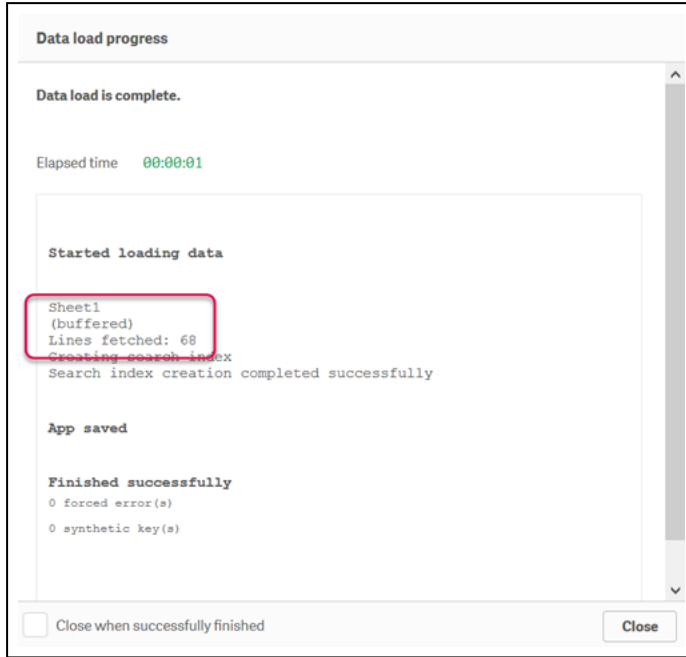 Data load progress
Data load is complete.
Elapsed time 00:00:01
Started loading data
Sheet1
(buffered)
Lines fetched: 68
Creating search index
Search index creation completed successfully
App saved
Finished successfully
0 forced error(s)
0 synthetic key(s)
Close when successfully finished
Close